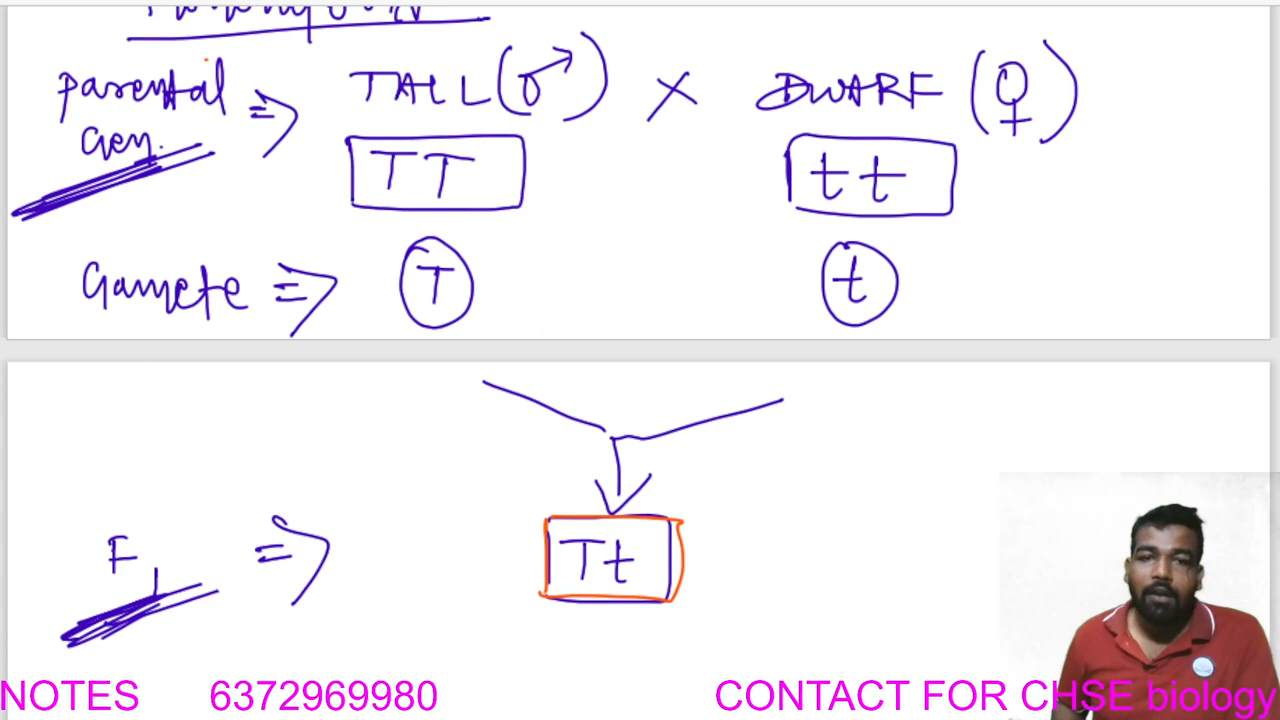 parental => TALL (♂) × DWARF (♀)
Gen.
TT tt
Gamete => T t
F1 => Tt
NOTES 6372969980 CONTACT FOR CHSE biology